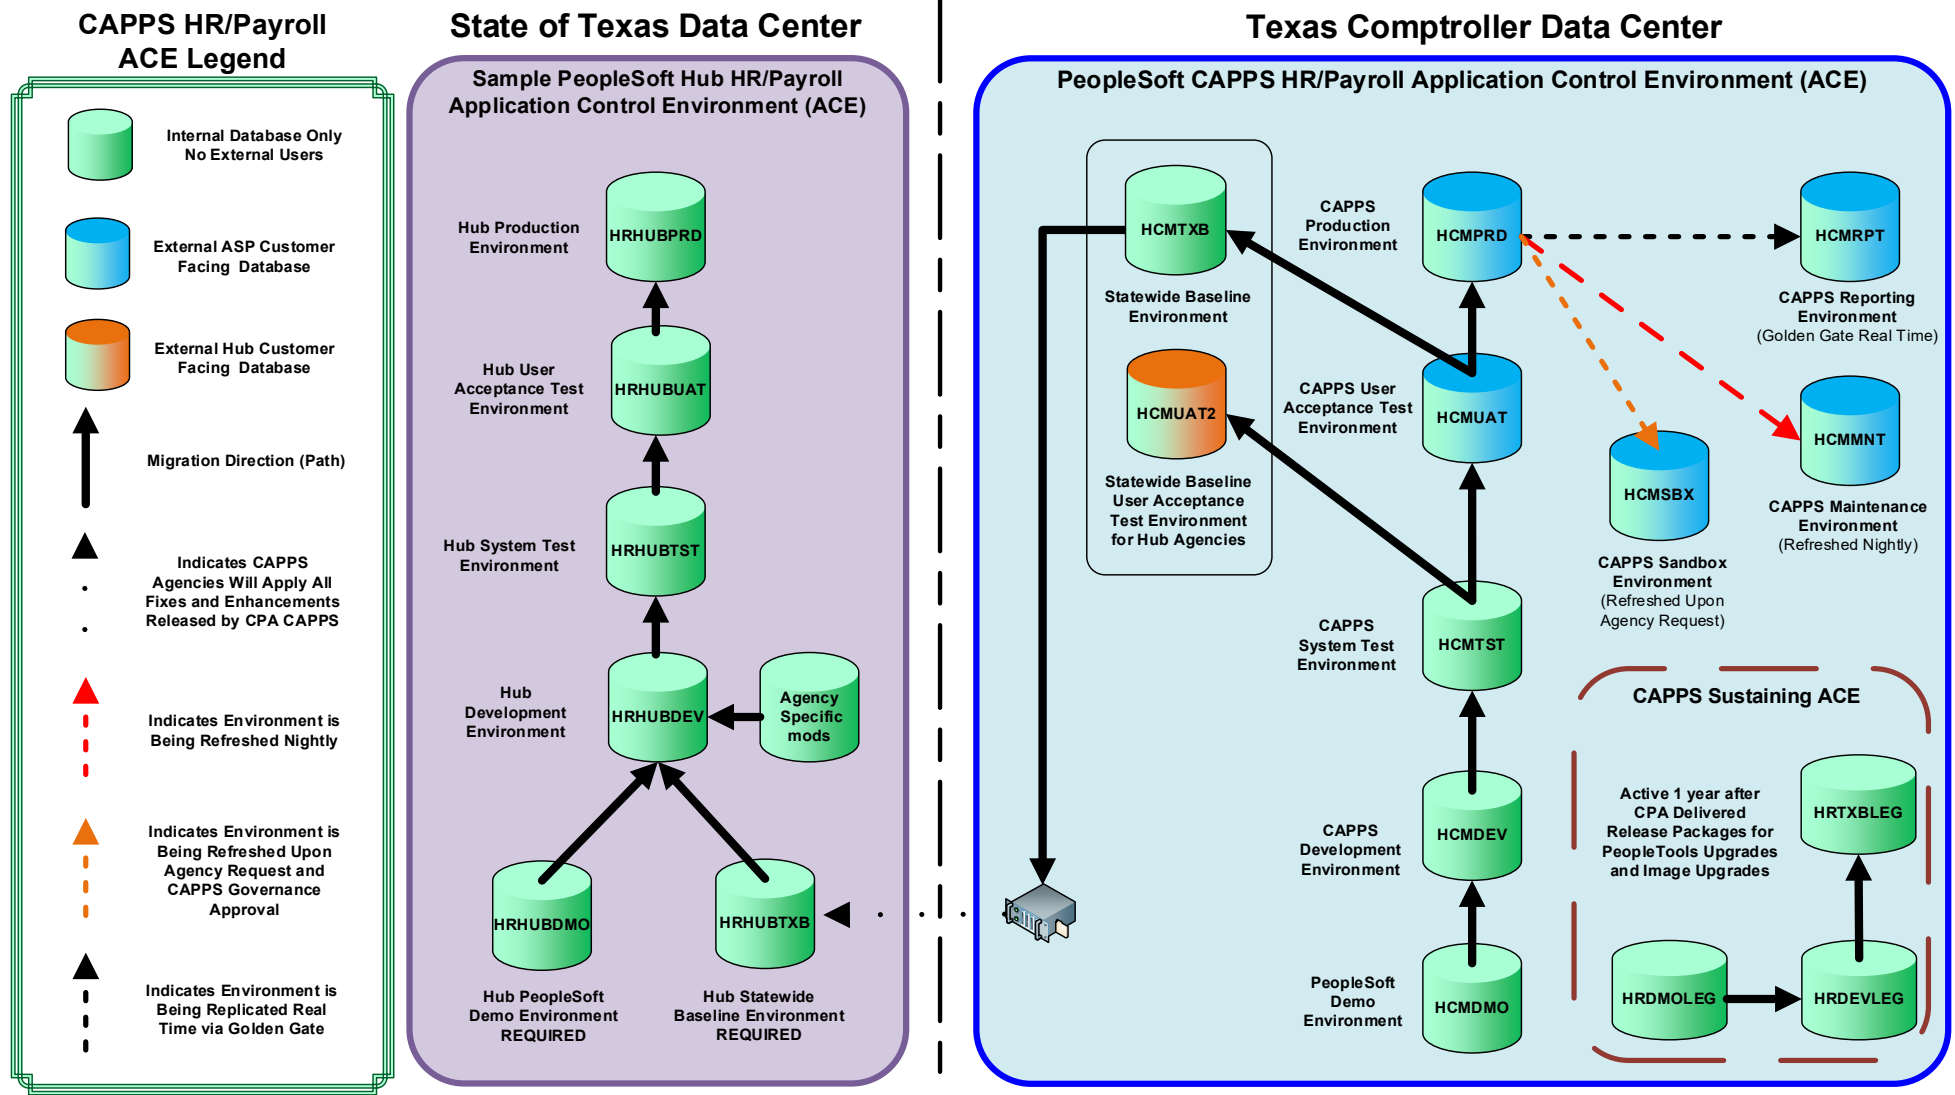 CAPPS HR/Payroll
ACE Legend
Internal Database Only
No External Users
External ASP Customer
Facing Database
External Hub Customer
Facing Database
Migration Direction (Path)
Indicates CAPPS
Agencies Will Apply All
Fixes and Enhancements
Released by CPA CAPPS
Indicates Environment is
Being Refreshed Nightly
Indicates Environment is
Being Refreshed Upon
Agency Request and
CAPPS Governance
Approval
Indicates Environment is
Being Replicated Real
Time via Golden Gate
State of Texas Data Center
Sample PeopleSoft Hub HR/Payroll
Application Control Environment (ACE)
Hub Production
Environment
HRHUBPRD
Hub User
Acceptance Test
Environment
HRHUBUAT
Hub System Test
Environment
HRHUBTST
Hub
Development
Environment
HRHUBDEV
Agency
Specific
mods
HRHUBDMO
HRHUBTXB
Hub PeopleSoft
Demo Environment
REQUIRED
Hub Statewide
Baseline Environment
REQUIRED
Texas Comptroller Data Center
PeopleSoft CAPPS HR/Payroll Application Control Environment (ACE)
HCMTXB
Statewide Baseline
Environment
HCMUAT2
Statewide Baseline
User Acceptance
Test Environment
for Hub Agencies
CAPPS
Production
Environment
HCMPRD
HCMRPT
CAPPS Reporting
Environment
(Golden Gate Real Time)
CAPPS User
Acceptance Test
Environment
HCMUAT
HCMMNT
CAPPS Maintenance
Environment
(Refreshed Nightly)
HCMSBX
CAPPS Sandbox
Environment
(Refreshed Upon
Agency Request)
CAPPS
System Test
Environment
HCMTST
CAPPS
Development
Environment
HCMDEV
PeopleSoft
Demo
Environment
HCMDMO
CAPPS Sustaining ACE
Active 1 year after
CPA Delivered
Release Packages for
PeopleTools Upgrades
and Image Upgrades
HRTXBLEG
HRDMOLEG
HRDEVLEG